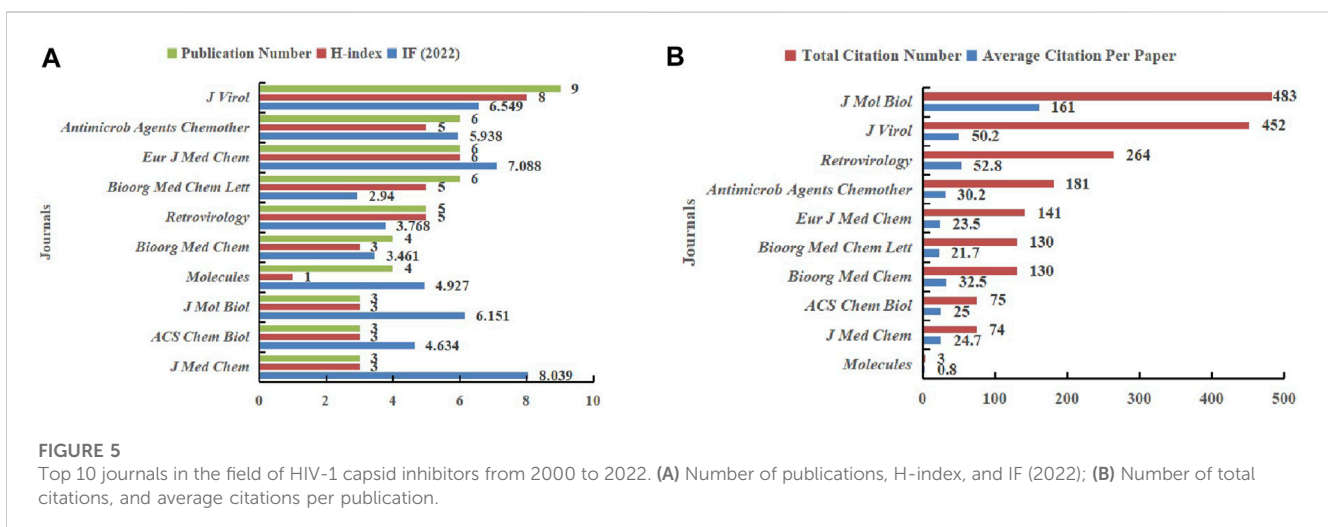 A
Publication Number H-index IF (2022)
Journals
J Virol 9 8 6.549
Antimicrob Agents Chemother 6 5 5.938
Eur J Med Chem 6 6 7.088
Bioorg Med Chem Lett 6 5 2.94
Retrovirology 5 5 3.768
Bioorg Med Chem 4 3 3.461
Molecules 4 1 4.927
J Mol Biol 3 3 6.151
ACS Chem Biol 3 3 4.634
J Med Chem 3 3 8.039
0 2 4 6 8 10
B
Total Citation Number Average Citation Per Paper
Journals
J Mol Biol 483 161
J Virol 452 50.2
Retrovirology 264 52.8
Antimicrob Agents Chemother 181 30.2
Eur J Med Chem 141 23.5
Bioorg Med Chem Lett 130 21.7
Bioorg Med Chem 130 32.5
ACS Chem Biol 75 25
J Med Chem 74 24.7
Molecules 3 0.8
0 100 200 300 400 500
FIGURE 5
Top 10 journals in the field of HIV-1 capsid inhibitors from 2000 to 2022. (A) Number of publications, H-index, and IF (2022); (B) Number of total
citations, and average citations per publication.